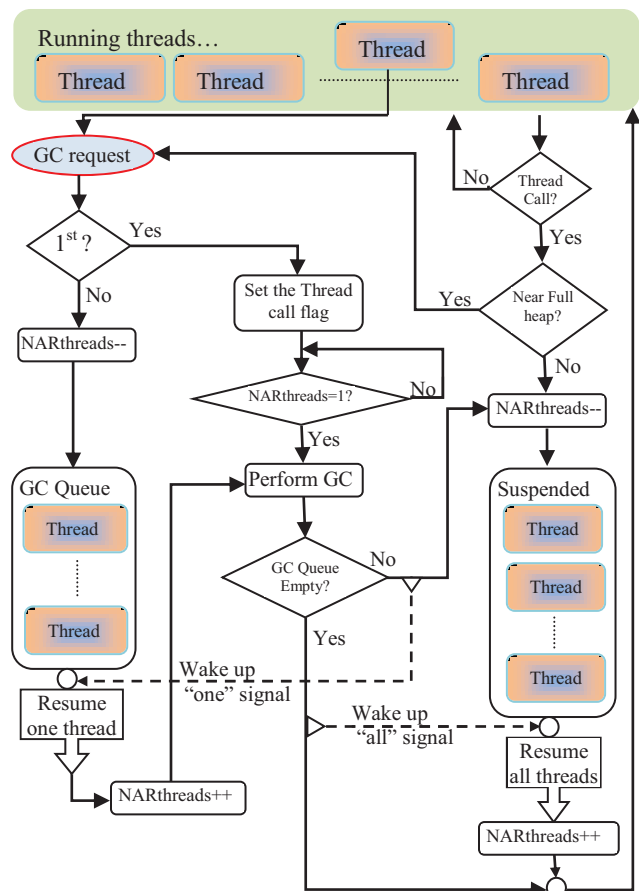 Running threads…
Thread
Thread
Thread
Thread
GC request
No
Thread
Call?
Yes
1st ?
Yes
No
Set the Thread
call flag
Yes
Near Full
heap?
No
NARthreads--
NARthreads=1?
No
Yes
NARthreads--
GC Queue
Thread
Thread
Perform GC
GC Queue
Empty?
No
Yes
Suspended
Thread
Thread
Thread
Wake up
“one” signal
Wake up
“all” signal
Resume
one thread
NARthreads++
Resume
all threads
NARthreads++